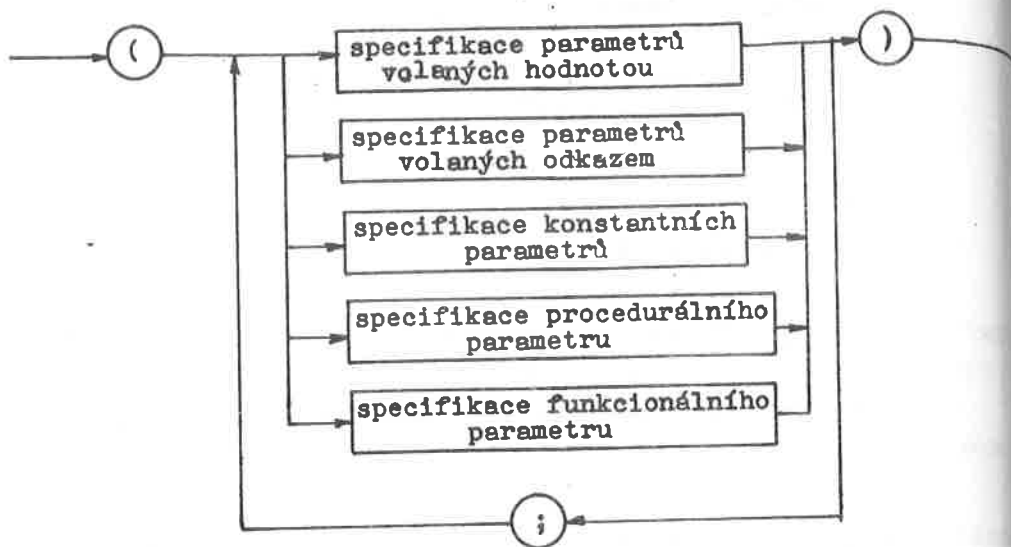 (
specifikace parametrů
volaných hodnotou
)
specifikace parametrů
volaných odkazem
specifikace konstantních
parametrů
specifikace procedurálního
parametru
specifikace funkcionálního
parametru
;